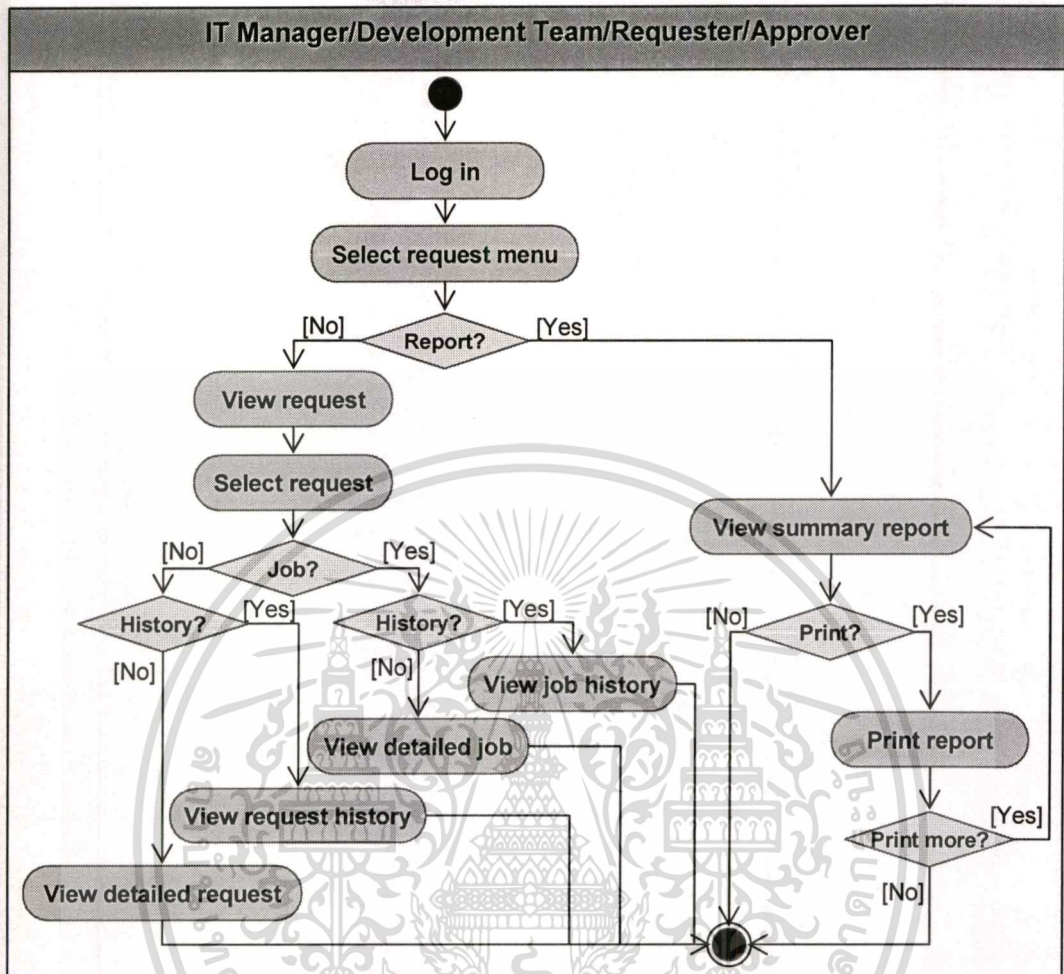 IT Manager/Development Team/Requester/Approver
Log in
Select request menu
[No]
Report?
[Yes]
View request
Select request
[No]
Job?
[Yes]
History?
[Yes]
[No]
History?
[Yes]
[No]
View job history
View detailed job
View request history
View detailed request
View summary report
[No]
Print?
[Yes]
Print report
Print more?
[Yes]
[No]